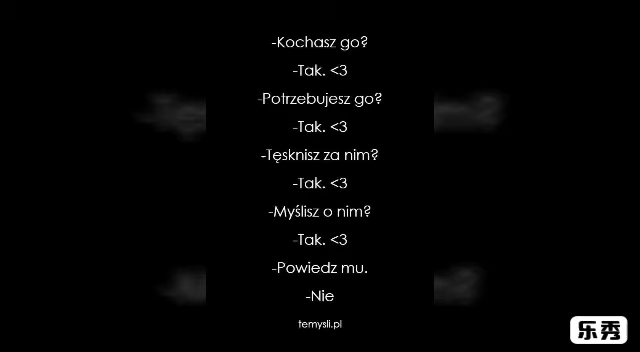 -Kochasz go?
-Tak. <3
-Potrzebujesz go?
-Tak. <3
-Tęsknisz za nim?
-Tak. <3
-Myślisz o nim?
-Tak. <3
-Powiedz mu.
-Nie
temysli.pl
乐秀